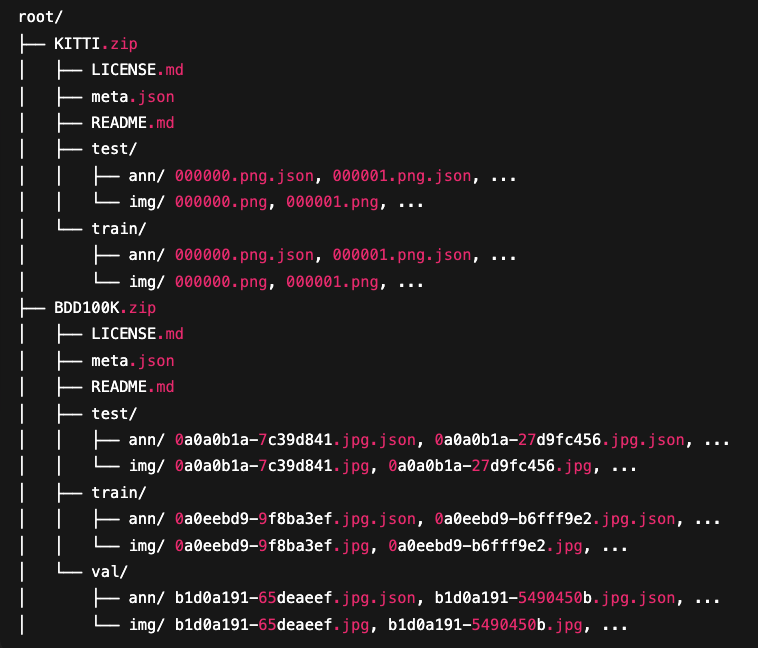 root/
├── KITTI.zip
│   ├── LICENSE.md
│   ├── meta.json
│   ├── README.md
│   ├── test/
│   │   ├── ann/ 000000.png.json, 000001.png.json, ...
│   │   └── img/ 000000.png, 000001.png, ...
│   └── train/
│       ├── ann/ 000000.png.json, 000001.png.json, ...
│       └── img/ 000000.png, 000001.png, ...
├── BDD100K.zip
│   ├── LICENSE.md
│   ├── meta.json
│   ├── README.md
│   ├── test/
│   │   ├── ann/ 0a0a0b1a-7c39d841.jpg.json, 0a0a0b1a-27d9fc456.jpg.json, ...
│   │   └── img/ 0a0a0b1a-7c39d841.jpg, 0a0a0b1a-27d9fc456.jpg, ...
│   ├── train/
│   │   ├── ann/ 0a0eebd9-9f8ba3ef.jpg.json, 0a0eebd9-b6fff9e2.jpg.json, ...
│   │   └── img/ 0a0eebd9-9f8ba3ef.jpg, 0a0eebd9-b6fff9e2.jpg, ...
│   └── val/
│       ├── ann/ b1d0a191-65deaeef.jpg.json, b1d0a191-5490450b.jpg.json, ...
│       └── img/ b1d0a191-65deaeef.jpg, b1d0a191-5490450b.jpg, ...